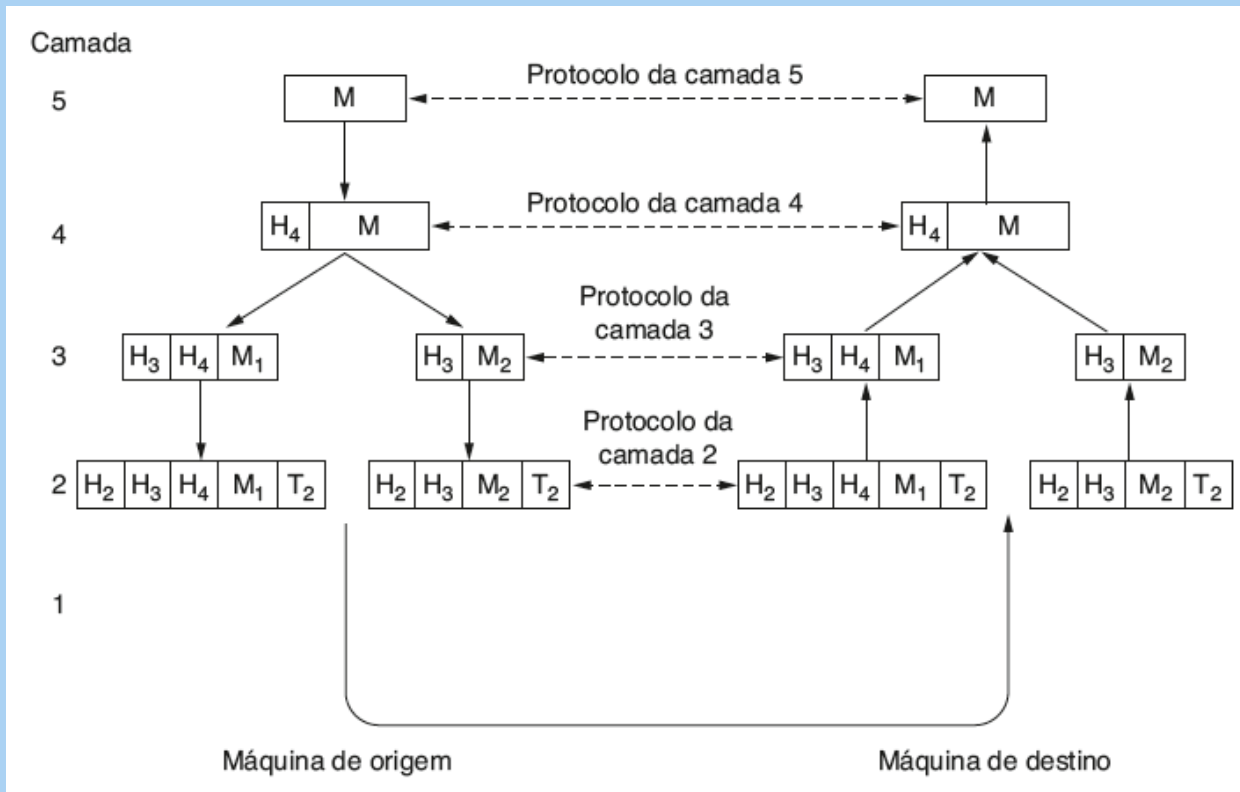 Camada
5 M Protocolo da camada 5 M
4 H₄ M Protocolo da camada 4 H₄ M
Protocolo da
camada 3
3 H₃ H₄ M₁ H₃ M₂ H₃ H₄ M₁ H₃ M₂
Protocolo da
camada 2
2 H₂ H₃ H₄ M₁ T₂ H₂ H₃ M₂ T₂ H₂ H₃ H₄ M₁ T₂ H₂ H₃ M₂ T₂
1
Máquina de origem Máquina de destino